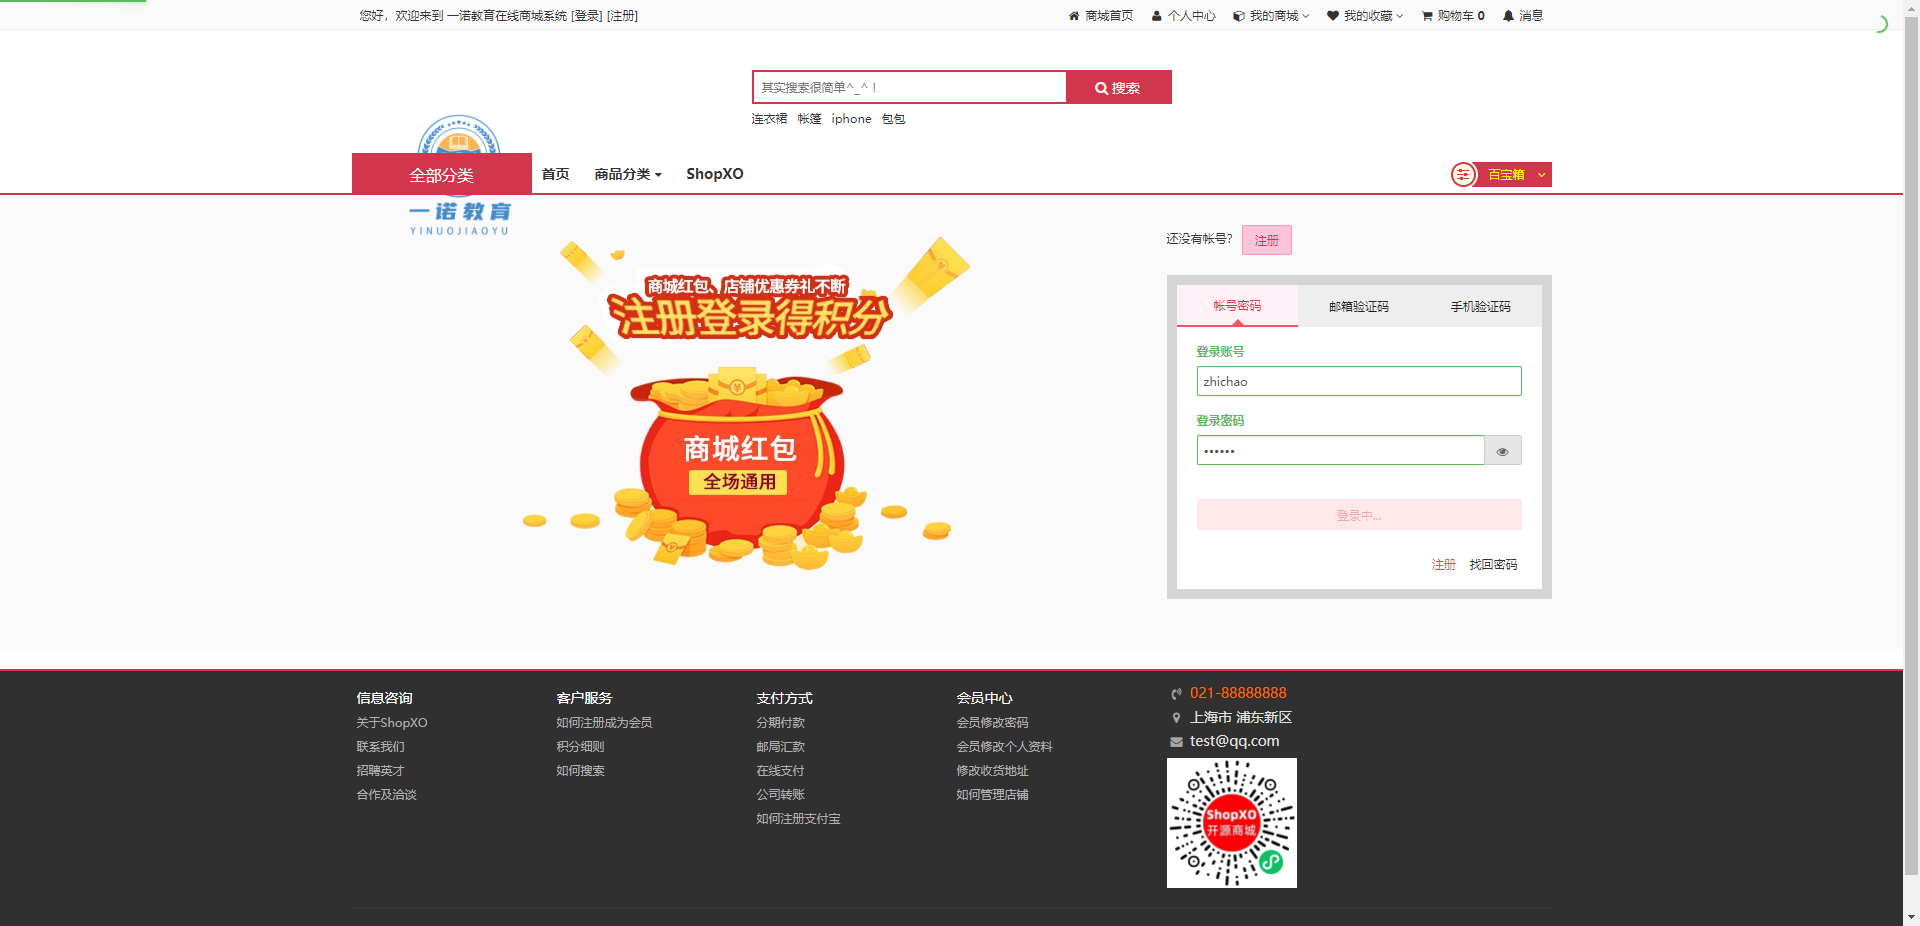 您好，欢迎来到 一诺教育在线商城系统 [登录] [注册]
商城首页 个人中心 我的商城 我的收藏 购物车 0 消息
其实搜索很简单^_^ !
搜索
连衣裙 帐篷 iphone 包包
全部分类 首页 商品分类 ShopXO
百宝箱
一诺教育
YINUOJIAOYU
商城红包、店铺优惠券礼不断
注册登录得积分
商城红包
全场通用
还没有帐号? 注册
帐号密码 邮箱验证码 手机验证码
登录账号
zhichao
登录密码
••••••
登录中...
注册 找回密码
信息咨询
关于ShopXO
联系我们
招聘英才
合作及洽谈
客户服务
如何注册成为会员
积分细则
如何搜索
支付方式
分期付款
邮局汇款
在线支付
公司转账
如何注册支付宝
会员中心
会员修改密码
会员修改个人资料
修改收货地址
如何管理店铺
021-88888888
上海市 浦东新区
test@qq.com
ShopXO
开源商城